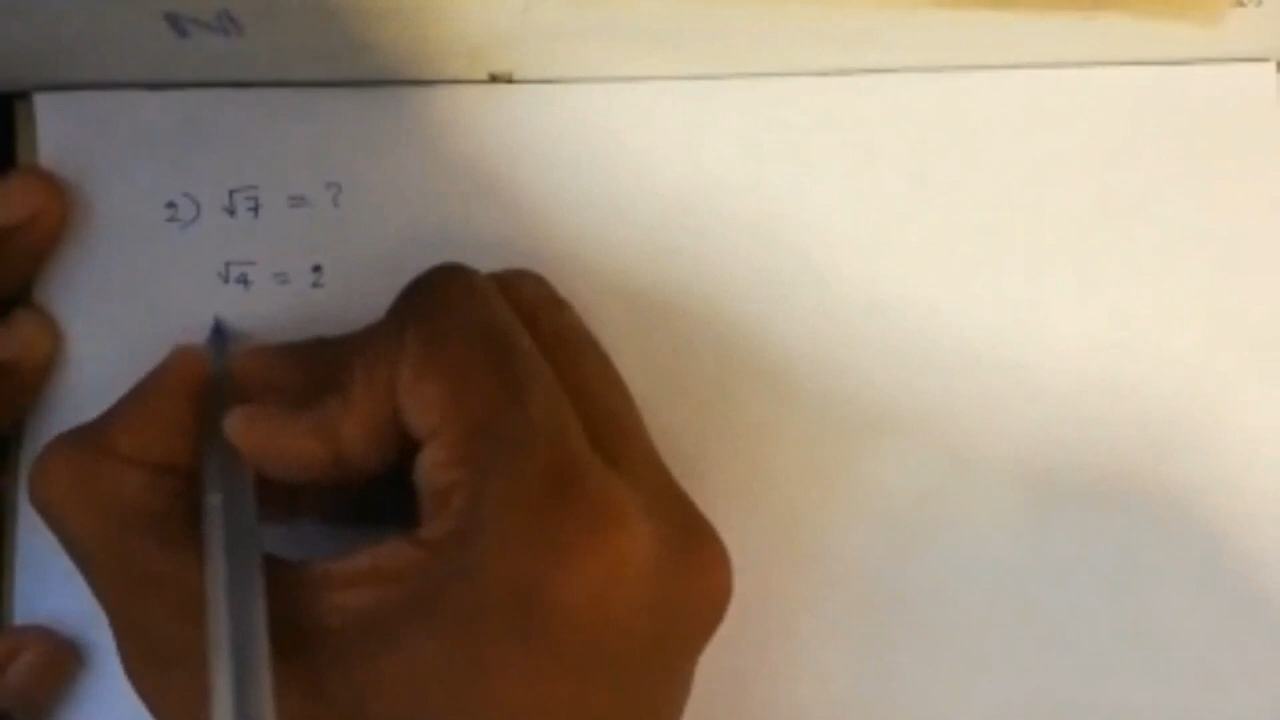 2) √7 = ?
√4 = 2